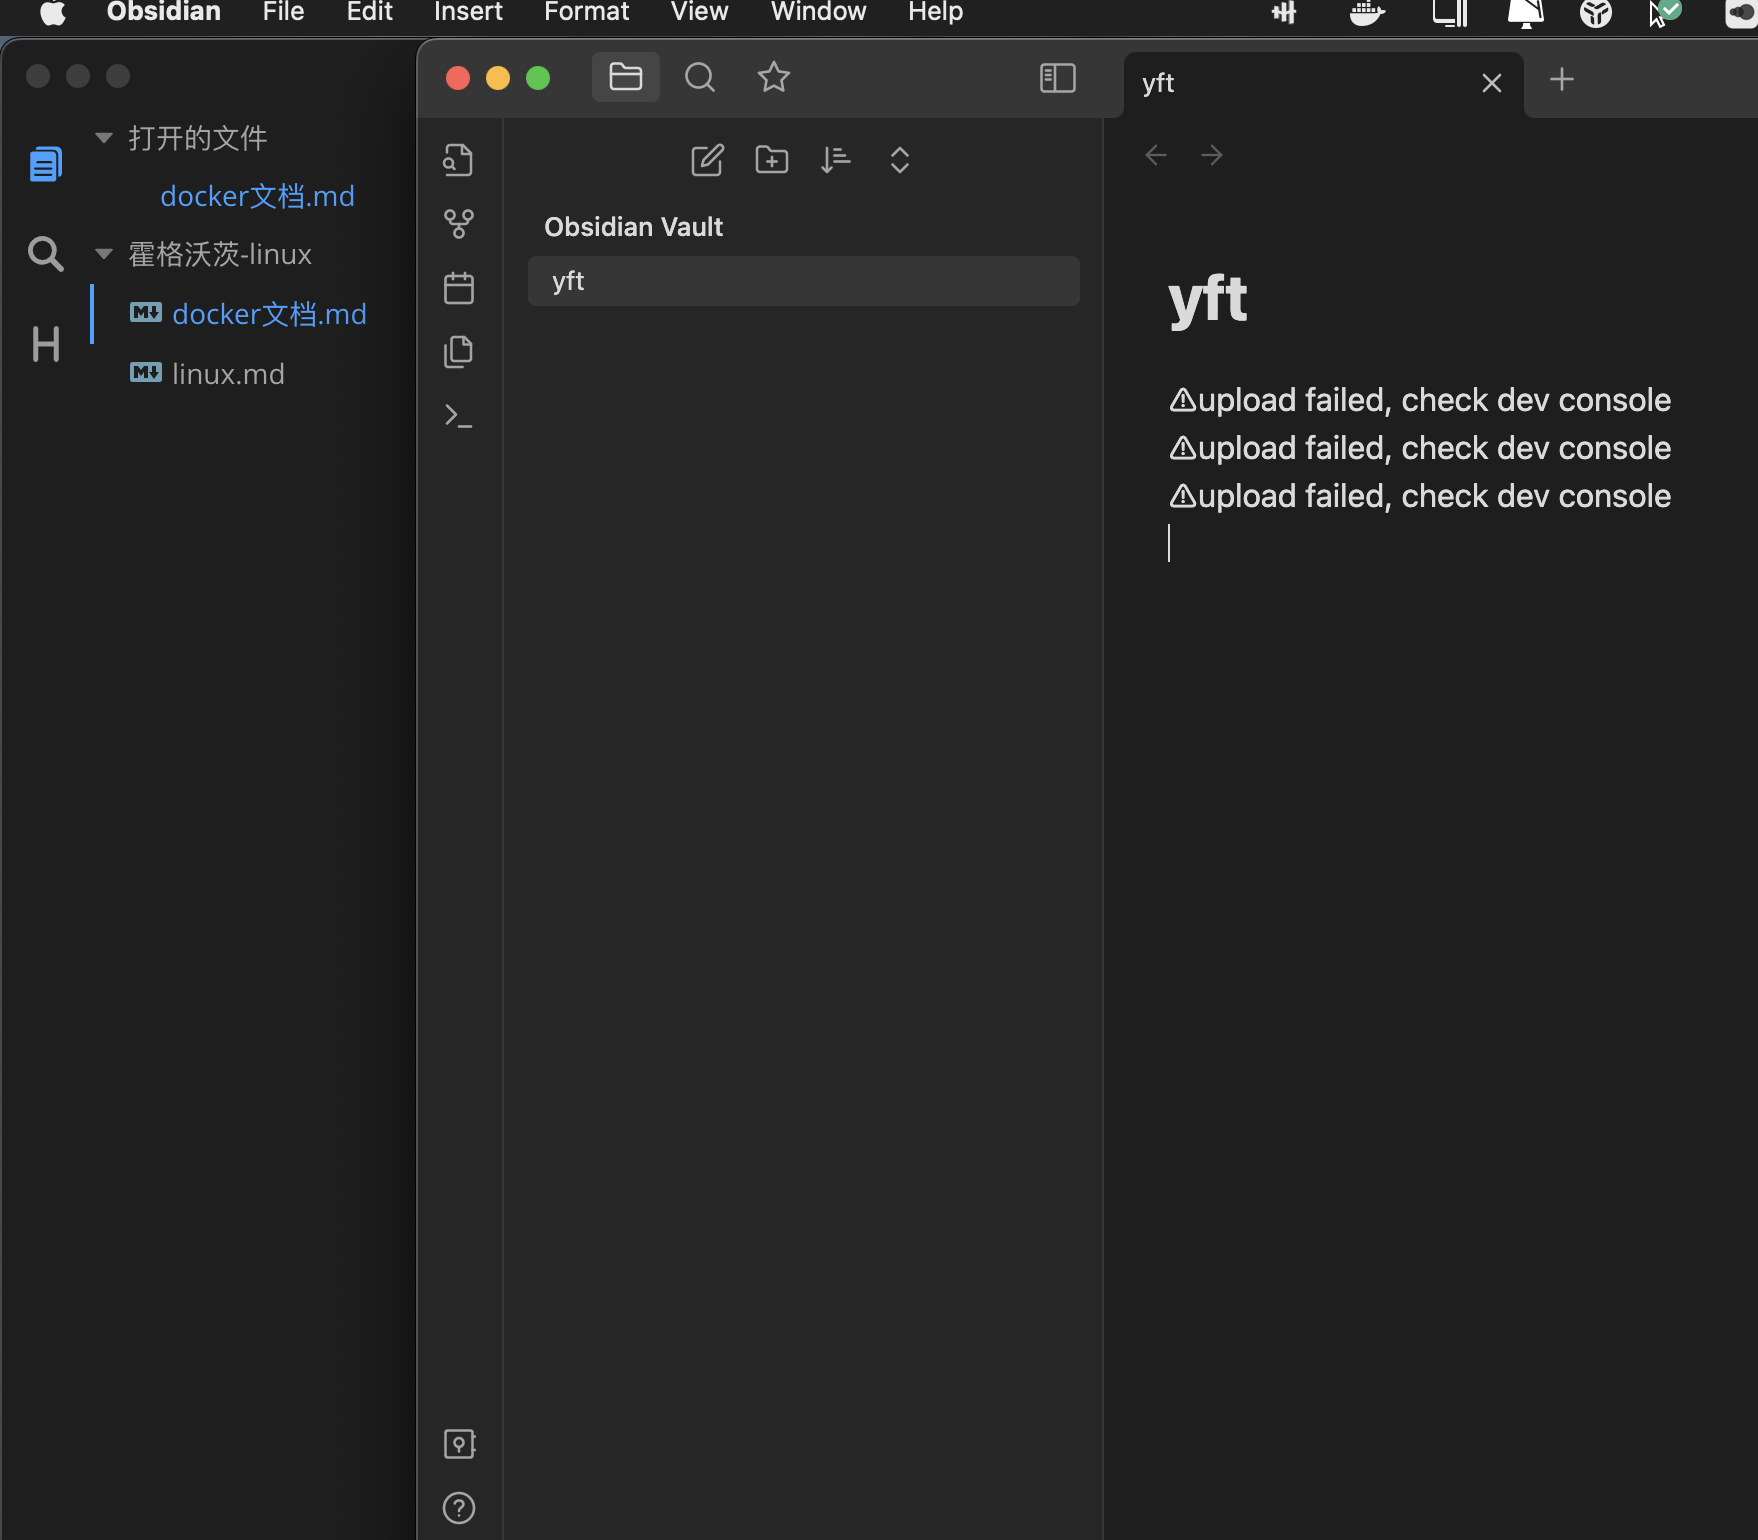 Obsidian File Edit Insert Format View Window Help
打开的文件
docker文档.md
霍格沃茨-linux
docker文档.md
linux.md
H
Obsidian Vault
yft
yft
yft
⚠upload failed, check dev console
⚠upload failed, check dev console
⚠upload failed, check dev console